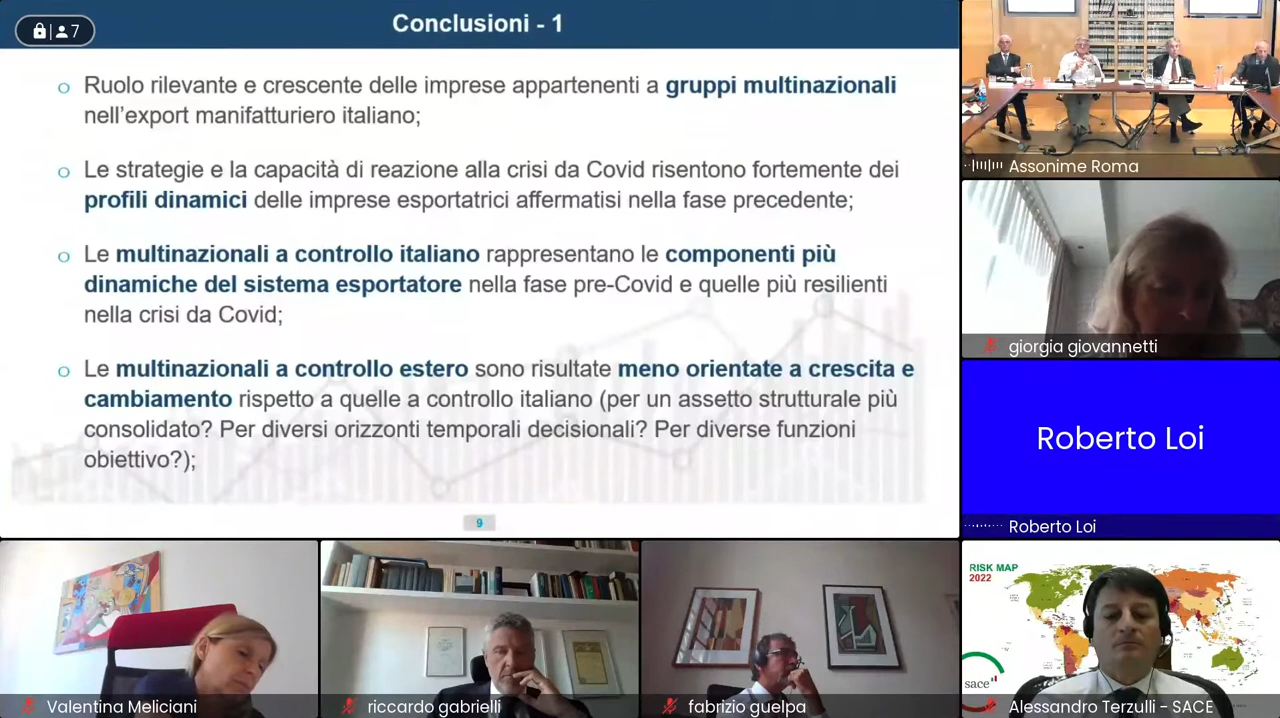 7
Conclusioni - 1
o Ruolo rilevante e crescente delle imprese appartenenti a gruppi multinazionali
nell'export manifatturiero italiano;
o Le strategie e la capacità di reazione alla crisi da Covid risentono fortemente dei
profili dinamici delle imprese esportatrici affermatisi nella fase precedente;
o Le multinazionali a controllo italiano rappresentano le componenti più
dinamiche del sistema esportatore nella fase pre-Covid e quelle più resilienti
nella crisi da Covid;
o Le multinazionali a controllo estero sono risultate meno orientate a crescita e
cambiamento rispetto a quelle a controllo italiano (per un assetto strutturale più
consolidato? Per diversi orizzonti temporali decisionali? Per diverse funzioni
obiettivo?);
9
Assonime Roma
giorgia giovannetti
Roberto Loi
Roberto Loi
Valentina Meliciani
riccardo gabrielli
fabrizio guelpa
RISK MAP
2022
sace
Alessandro Terzulli - SACE